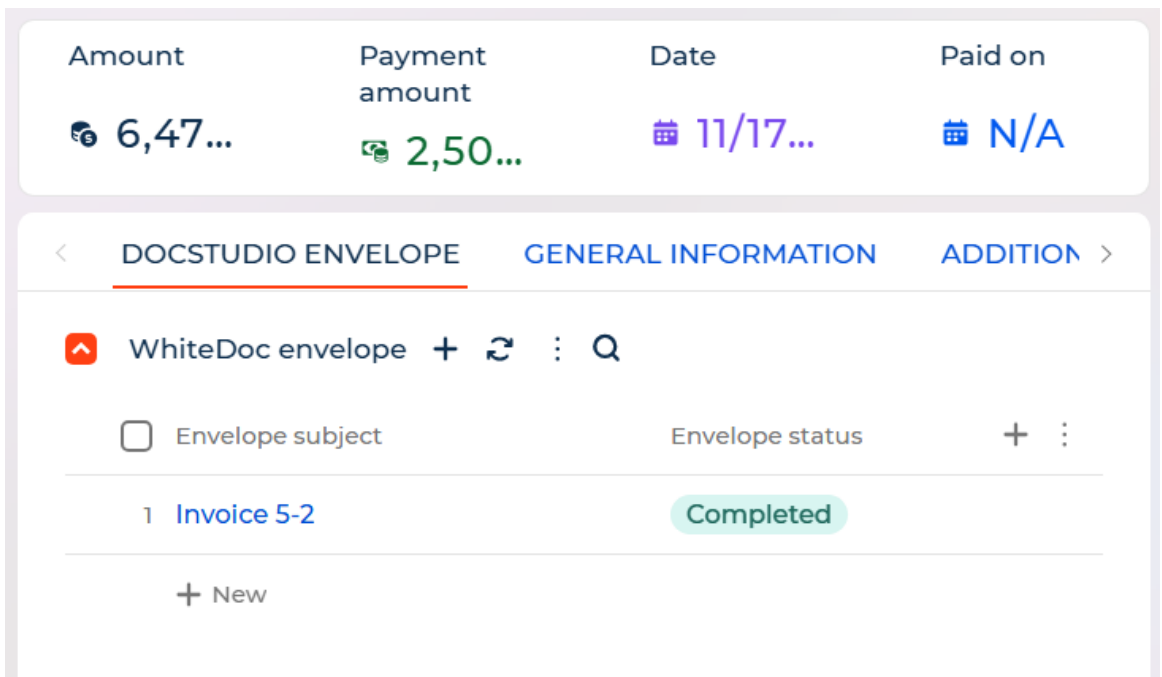 Amount Payment amount Date Paid on
6,47... 2,50... 11/17... N/A
DOCSTUDIO ENVELOPE GENERAL INFORMATION ADDITION
WhiteDoc envelope
Envelope subject Envelope status
1 Invoice 5-2 Completed
New